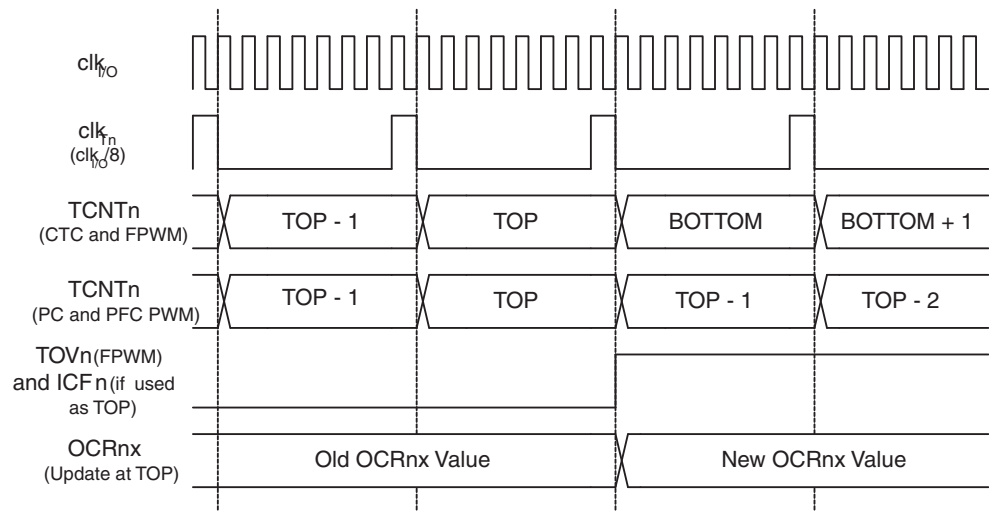 clkI/O
clkTn
(clkI/O/8)
TCNTn
(CTC and FPWM)
TOP - 1
TOP
BOTTOM
BOTTOM + 1
TCNTn
(PC and PFC PWM)
TOP - 1
TOP
TOP - 1
TOP - 2
TOVn(FPWM)
and ICFn(if used
as TOP)
OCRnx
(Update at TOP)
Old OCRnx Value
New OCRnx Value